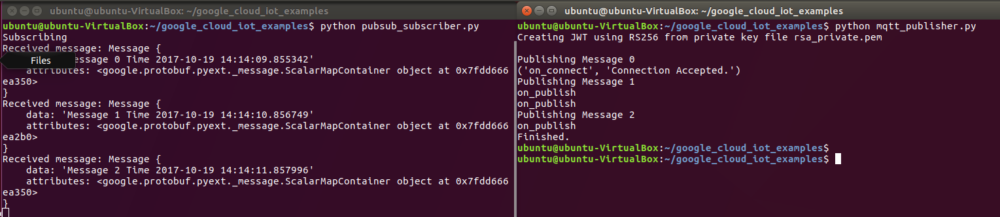 ubuntu@ubuntu-VirtualBox: ~/google_cloud_iot_examples
ubuntu@ubuntu-VirtualBox:~/google_cloud_iot_examples$ python pubsub_subscriber.py
Subscribing
Received message: Message {
Files
essage 0 Time 2017-10-19 14:14:09.855342'
attributes: <google.protobuf.pyext._message.ScalarMapContainer object at 0x7fdd666
ea350>
}
Received message: Message {
data: 'Message 1 Time 2017-10-19 14:14:10.856749'
attributes: <google.protobuf.pyext._message.ScalarMapContainer object at 0x7fdd666
ea2b0>
}
Received message: Message {
data: 'Message 2 Time 2017-10-19 14:14:11.857996'
attributes: <google.protobuf.pyext._message.ScalarMapContainer object at 0x7fdd666
ea350>
}
ubuntu@ubuntu-VirtualBox: ~/google_cloud_iot_examples
ubuntu@ubuntu-VirtualBox:~/google_cloud_iot_examples$ python mqtt_publisher.py
Creating JWT using RS256 from private key file rsa_private.pem
Publishing Message 0
('on_connect', 'Connection Accepted.')
Publishing Message 1
on_publish
on_publish
Publishing Message 2
on_publish
Finished.
ubuntu@ubuntu-VirtualBox:~/google_cloud_iot_examples$
ubuntu@ubuntu-VirtualBox:~/google_cloud_iot_examples$